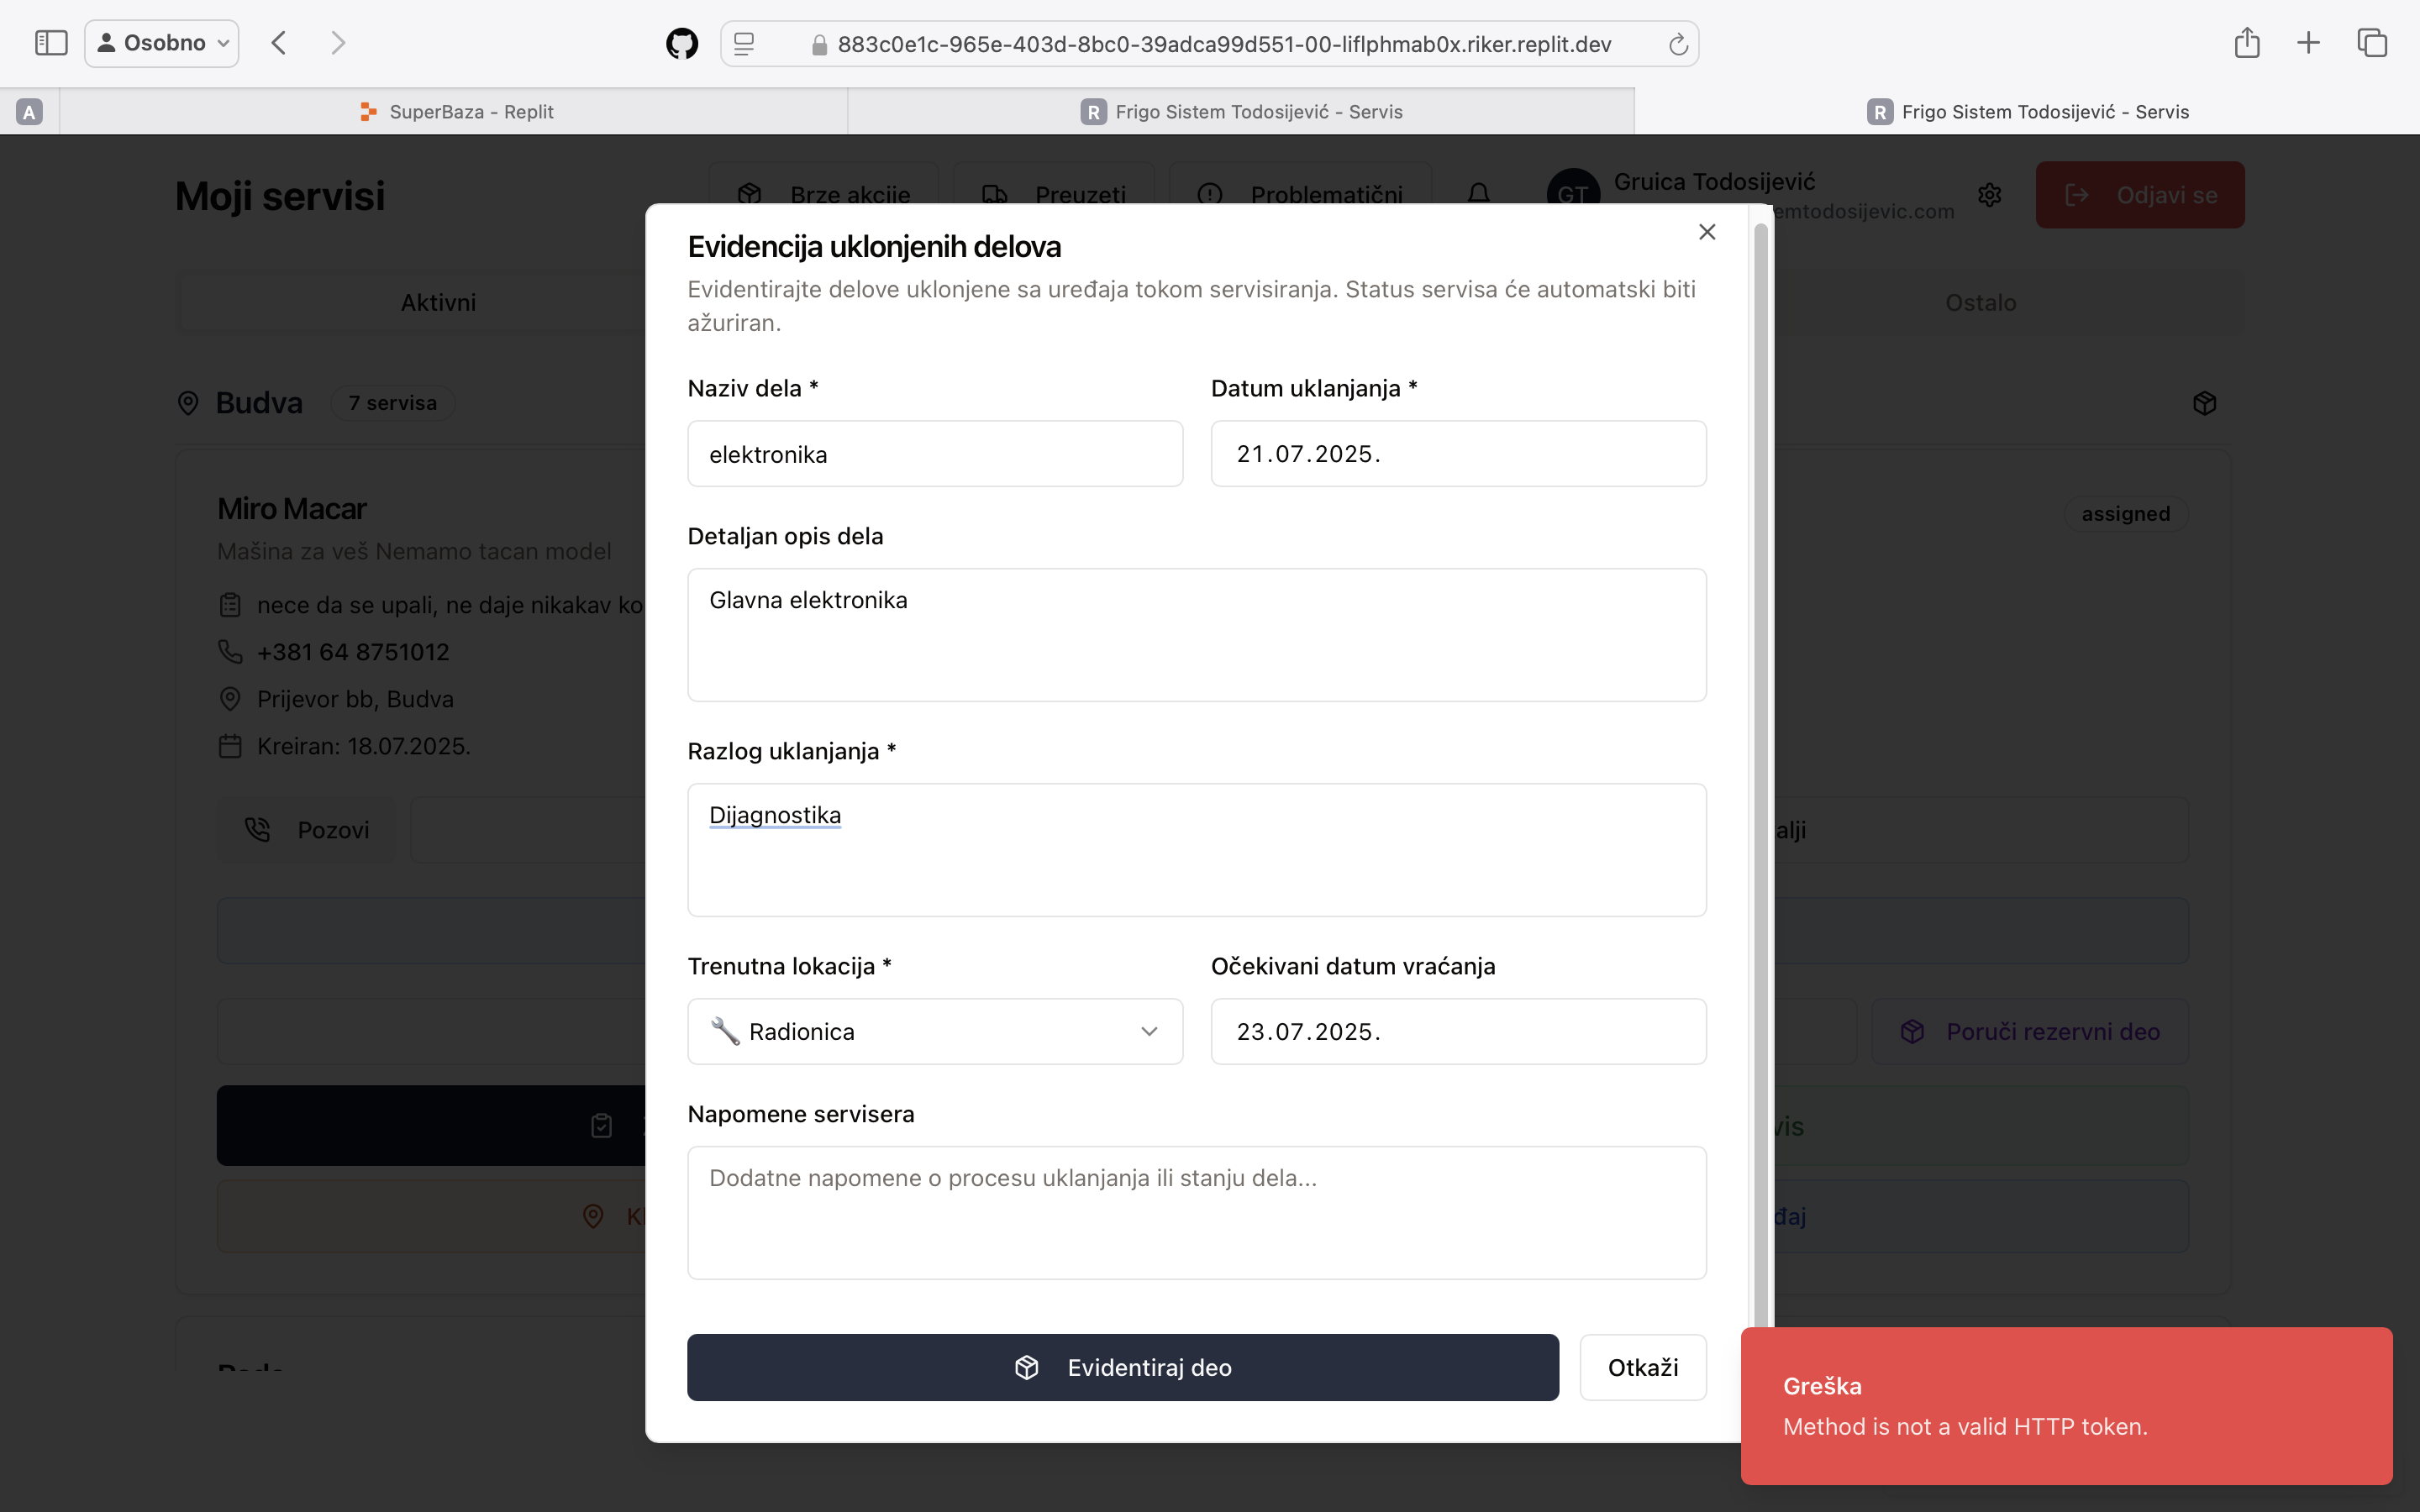 Osobno
883c0e1c-965e-403d-8bc0-39adca99d551-00-liflphmab0x.riker.replit.dev
A
SuperBaza - Replit
R Frigo Sistem Todosijević - Servis
R Frigo Sistem Todosijević - Servis
Moji servisi
Brze akcije
Preuzeti
Problematični
GT
Gruica Todosijević
emtodosijevic.com
Odjavi se
Aktivni
Ostalo
Budva
7 servisa
Miro Macar
assigned
Mašina za veš Nemamo tacan model
nece da se upali, ne daje nikakav ko
+381 64 8751012
Prijevor bb, Budva
Kreiran: 18.07.2025.
Pozovi
alji
Poruči rezervni deo
vis
Kl
đaj
Evidencija uklonjenih delova
Evidentirajte delove uklonjene sa uređaja tokom servisiranja. Status servisa će automatski biti
ažuriran.
Naziv dela *
Datum uklanjanja *
elektronika
21.07.2025.
Detaljan opis dela
Glavna elektronika
Razlog uklanjanja *
Dijagnostika
Trenutna lokacija *
Očekivani datum vraćanja
Radionica
23.07.2025.
Napomene servisera
Dodatne napomene o procesu uklanjanja ili stanju dela...
Evidentiraj deo
Otkaži
Greška
Method is not a valid HTTP token.